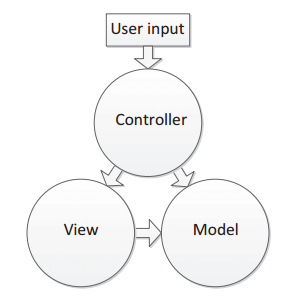 User input
Controller
View
Model